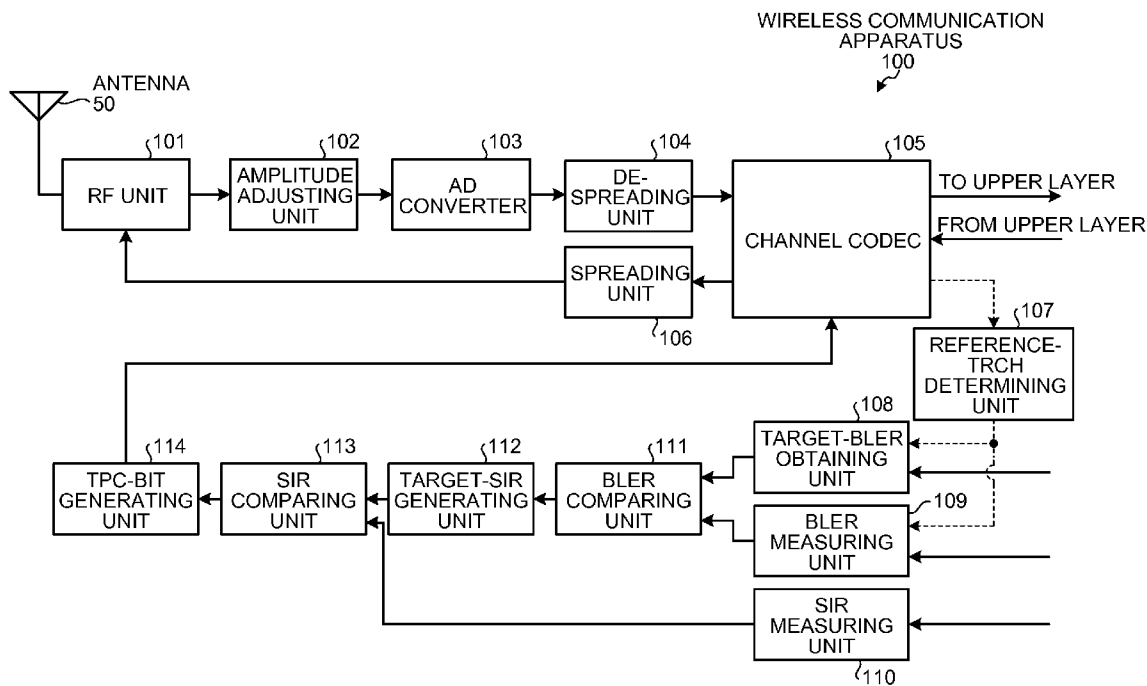 WIRELESS COMMUNICATION
APPARATUS
100
ANTENNA
50
101
RF UNIT
102
AMPLITUDE
ADJUSTING
UNIT
103
AD
CONVERTER
104
DE-
SPREADING
UNIT
105
CHANNEL CODEC
TO UPPER LAYER
FROM UPPER LAYER
SPREADING
UNIT
106
107
REFERENCE-
TRCH
DETERMINING
UNIT
108
TARGET-BLER
OBTAINING
UNIT
109
BLER
MEASURING
UNIT
SIR
MEASURING
UNIT
110
111
BLER
COMPARING
UNIT
112
TARGET-SIR
GENERATING
UNIT
113
SIR
COMPARING
UNIT
114
TPC-BIT
GENERATING
UNIT